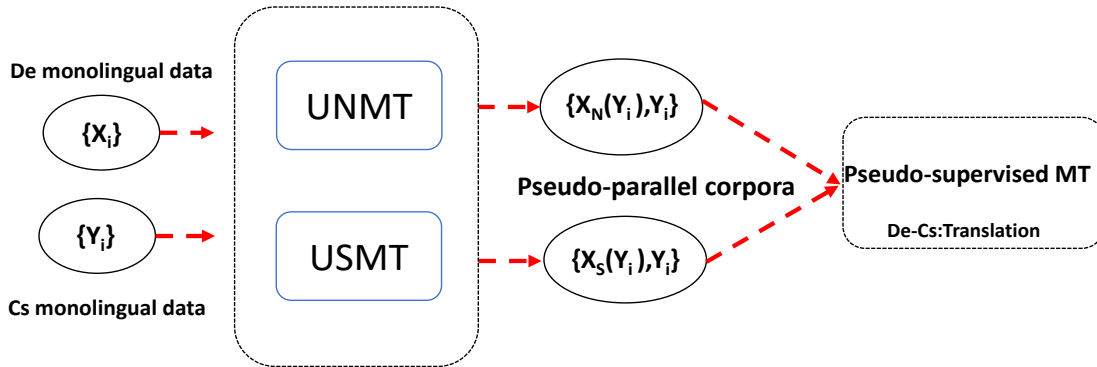 De monolingual data
{Xi}
{Yi}
Cs monolingual data
UNMT
USMT
{XN(Yi),Yi}
Pseudo-parallel corpora
{XS(Yi),Yi}
Pseudo-supervised MT
De-Cs:Translation